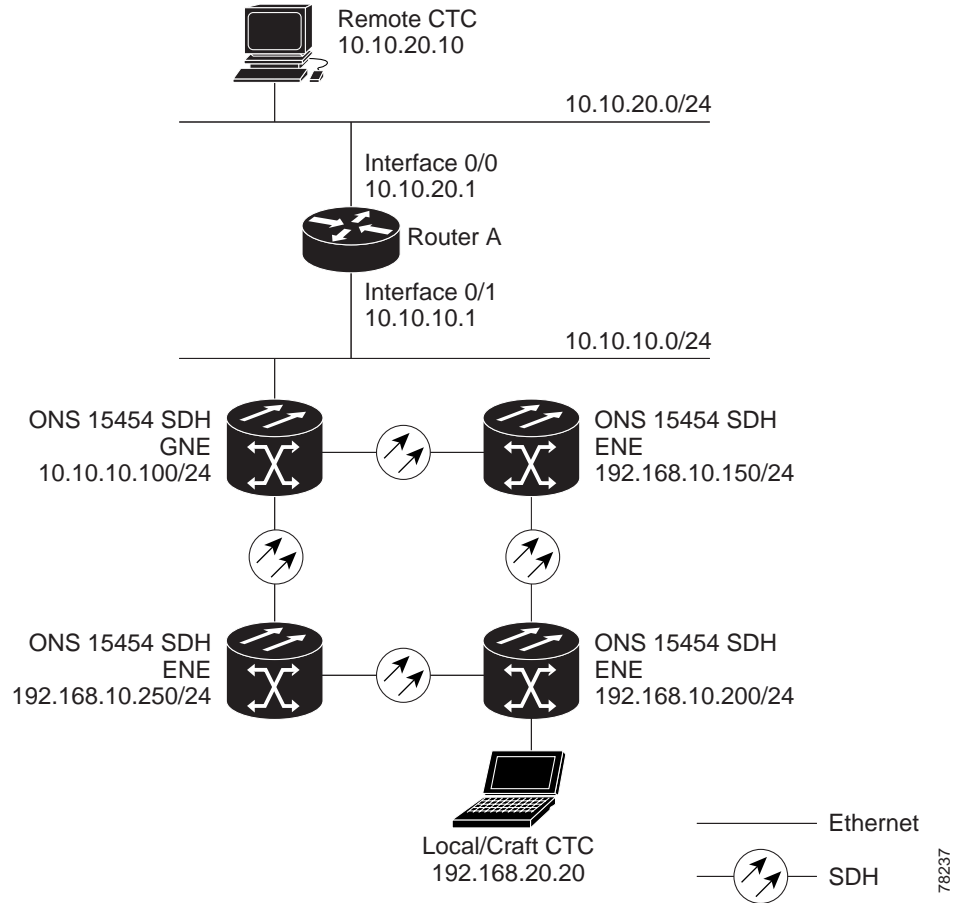 Remote CTC
10.10.20.10
10.10.20.0/24
Interface 0/0
10.10.20.1
Router A
Interface 0/1
10.10.10.1
10.10.10.0/24
ONS 15454 SDH
GNE
10.10.10.100/24
ONS 15454 SDH
ENE
192.168.10.150/24
ONS 15454 SDH
ENE
192.168.10.250/24
ONS 15454 SDH
ENE
192.168.10.200/24
Local/Craft CTC
192.168.20.20
Ethernet
SDH
78237